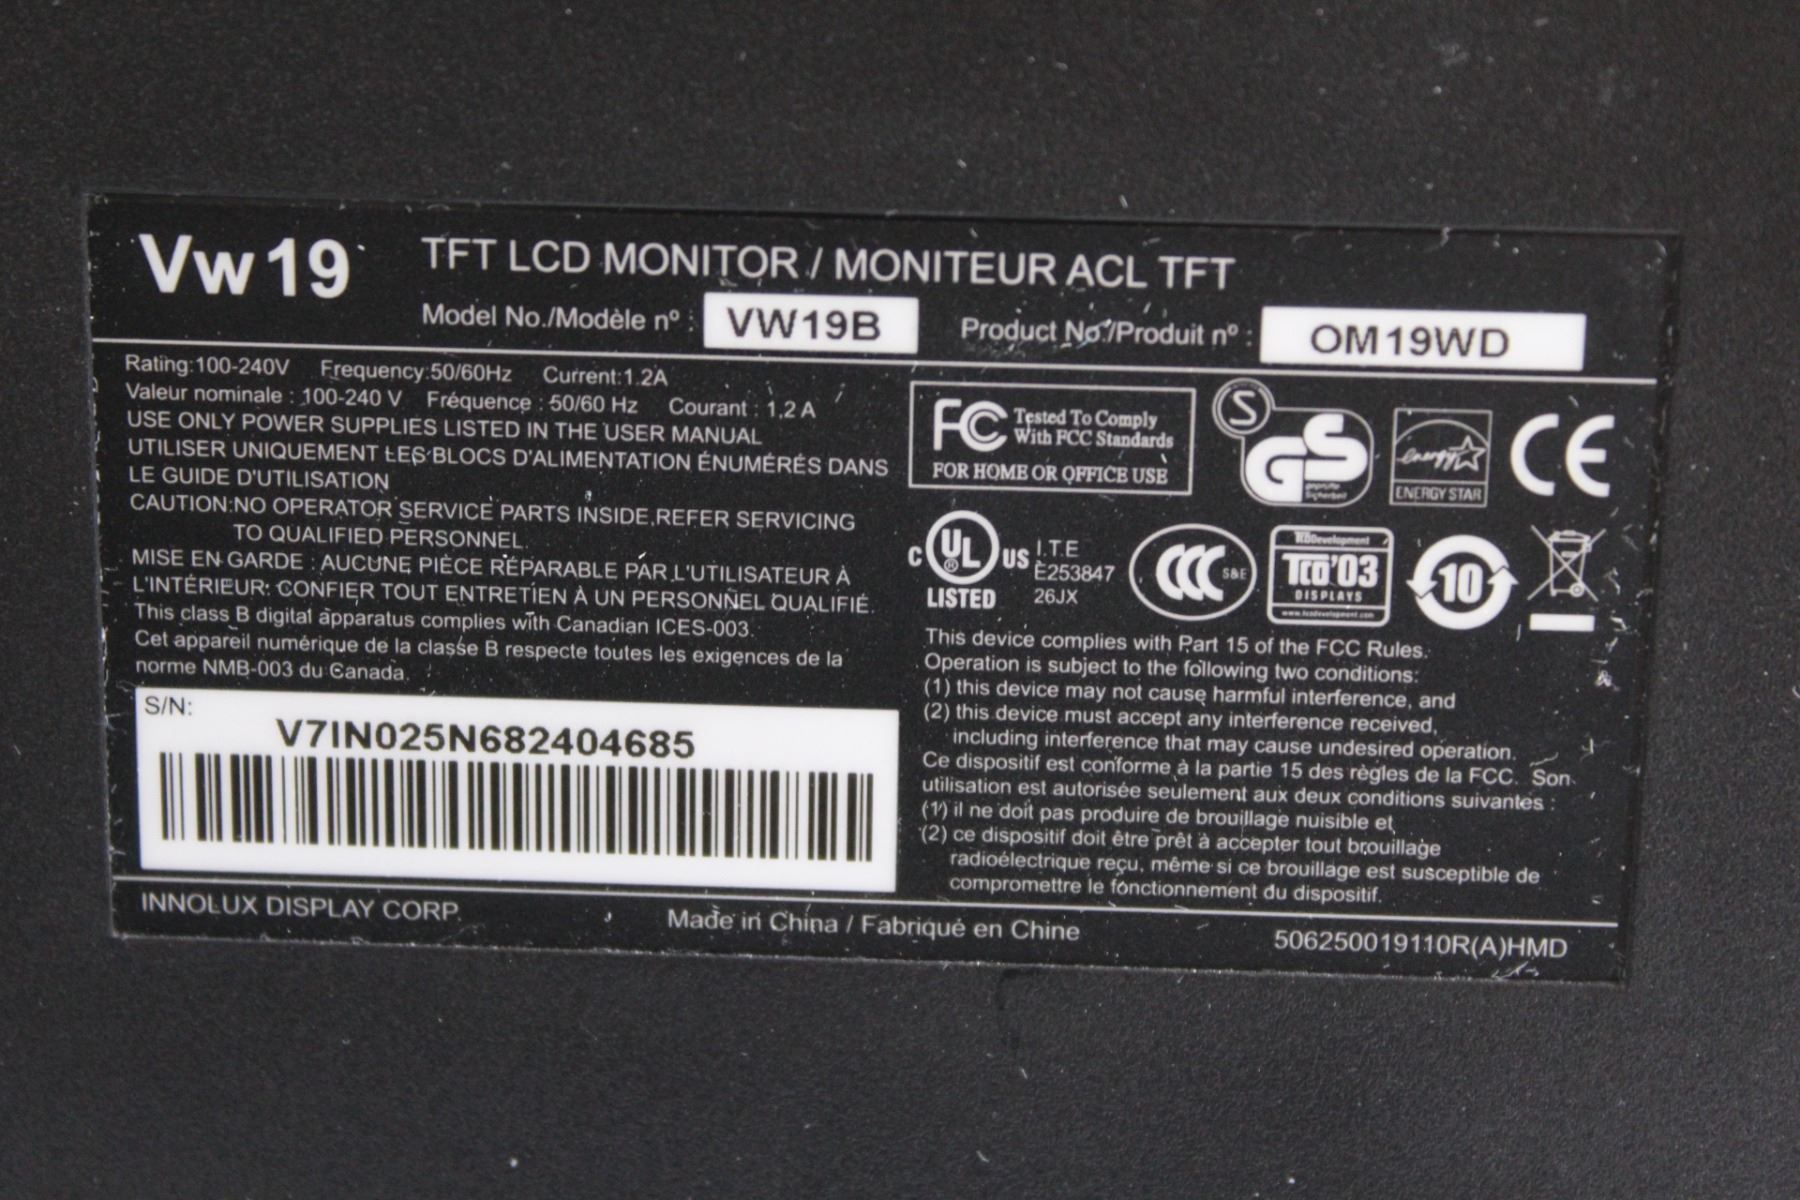 Vw19
TFT LCD MONITOR / MONITEUR ACL TFT
Model No./Modèle nº : VW19B Product No./Produit nº : OM19WD
Rating:100-240V Frequency:50/60Hz Current:1.2A
Valeur nominale : 100-240 V Fréquence : 50/60 Hz Courant : 1,2 A
USE ONLY POWER SUPPLIES LISTED IN THE USER MANUAL
UTILISER UNIQUEMENT LES BLOCS D'ALIMENTATION ÉNUMÉRÉS DANS
LE GUIDE D'UTILISATION
CAUTION:NO OPERATOR SERVICE PARTS INSIDE,REFER SERVICING
TO QUALIFIED PERSONNEL.
MISE EN GARDE : AUCUNE PIÈCE RÉPARABLE PAR L'UTILISATEUR À
L'INTÉRIEUR: CONFIER TOUT ENTRETIEN À UN PERSONNEL QUALIFIÉ.
This class B digital apparatus complies with Canadian ICES-003.
Cet appareil numérique de la classe B respecte toutes les exigences de la
norme NMB-003 du Canada.
S/N:
V7IN025N682404685
FC Tested To Comply
With FCC Standards
FOR HOME OR OFFICE USE
S
GS
geprüfte
Sicherheit
energy
ENERGY STAR
CE
C UL ® US
LISTED
I.T.E
E253847
26JX
CCC S&E
TCODevelopment
TCO'03
DISPLAYS
www.tcodevelopment.com
10
This device complies with Part 15 of the FCC Rules.
Operation is subject to the following two conditions:
(1) this device may not cause harmful interference, and
(2) this device must accept any interference received,
including interference that may cause undesired operation.
Ce dispositif est conforme à la partie 15 des règles de la FCC. Son
utilisation est autorisée seulement aux deux conditions suivantes :
(1) il ne doit pas produire de brouillage nuisible et
(2) ce dispositif doit être prêt à accepter tout brouillage
radioélectrique reçu, même si ce brouillage est susceptible de
compromettre le fonctionnement du dispositif.
INNOLUX DISPLAY CORP.
Made in China / Fabriqué en Chine
506250019110R(A)HMD